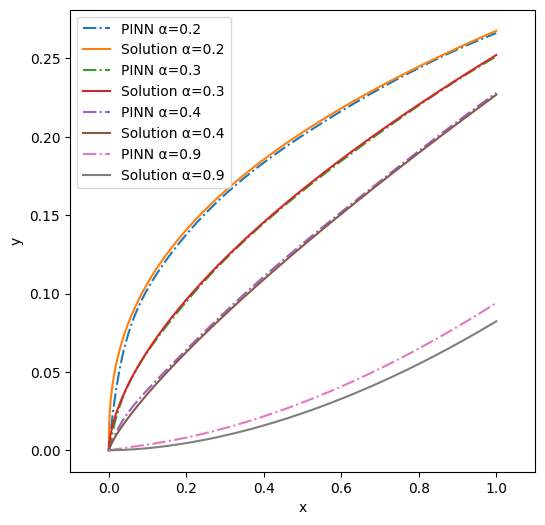 PINN α=0.2
Solution α=0.2
PINN α=0.3
Solution α=0.3
PINN α=0.4
Solution α=0.4
PINN α=0.9
Solution α=0.9
0.25
0.20
0.15
0.10
0.05
0.00
y
0.0 0.2 0.4 0.6 0.8 1.0
x